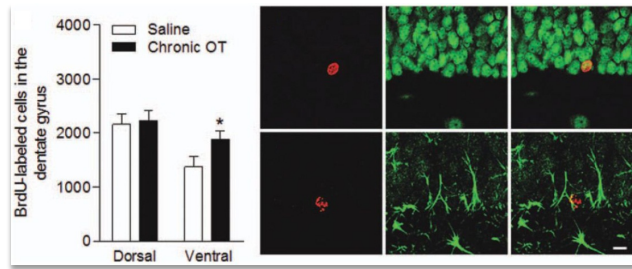 BrdU-labeled cells in the
dentate gyrus
4000
3000
2000
1000
0
Saline
Chronic OT
*
Dorsal
Ventral